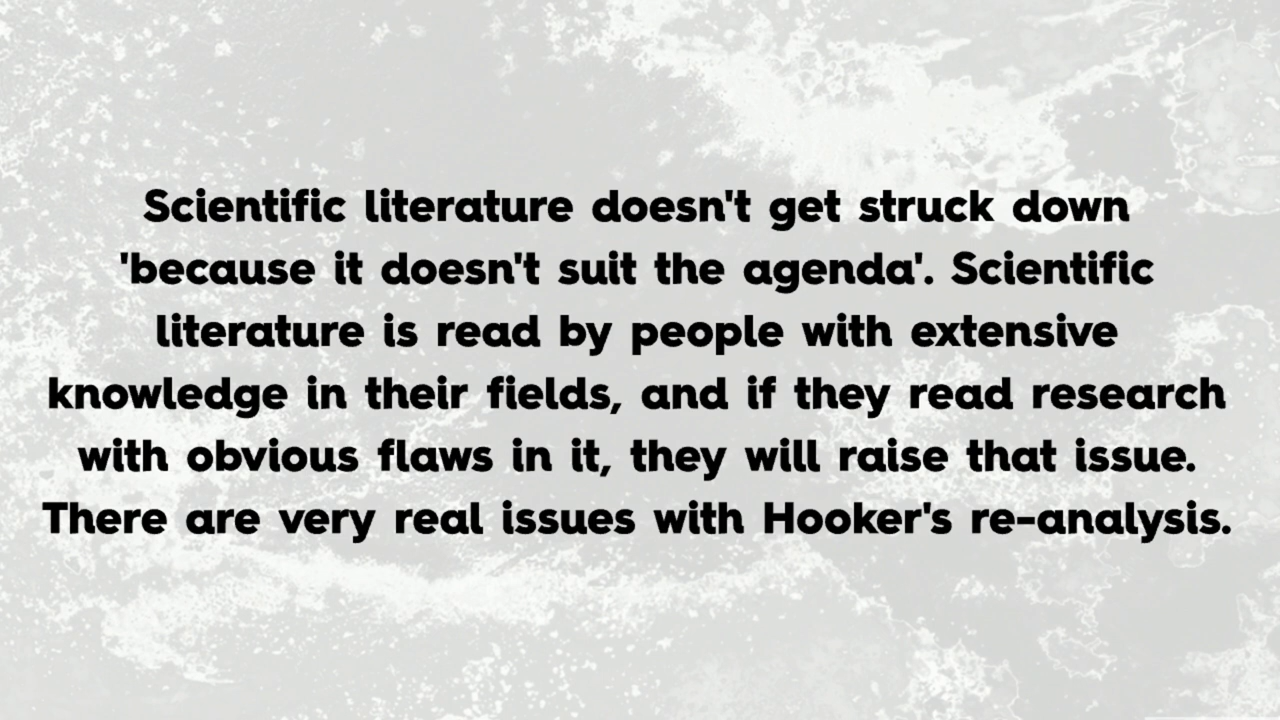 Scientific literature doesn't get struck down
'because it doesn't suit the agenda'. Scientific
literature is read by people with extensive
knowledge in their fields, and if they read research
with obvious flaws in it, they will raise that issue.
There are very real issues with Hooker's re-analysis.